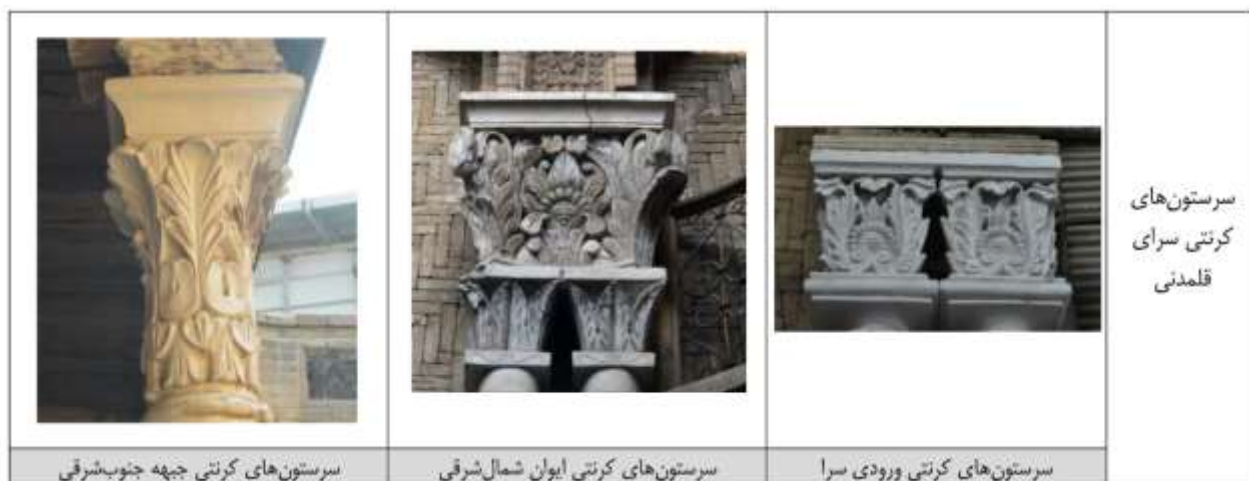 سرستون‌های
کرنتی سرای
قلمدنی
سرستون‌های کرنتی ورودی سرا
سرستون‌های کرنتی ایوان شمال‌شرقی
سرستون‌های کرنتی جبهه جنوب‌شرقی